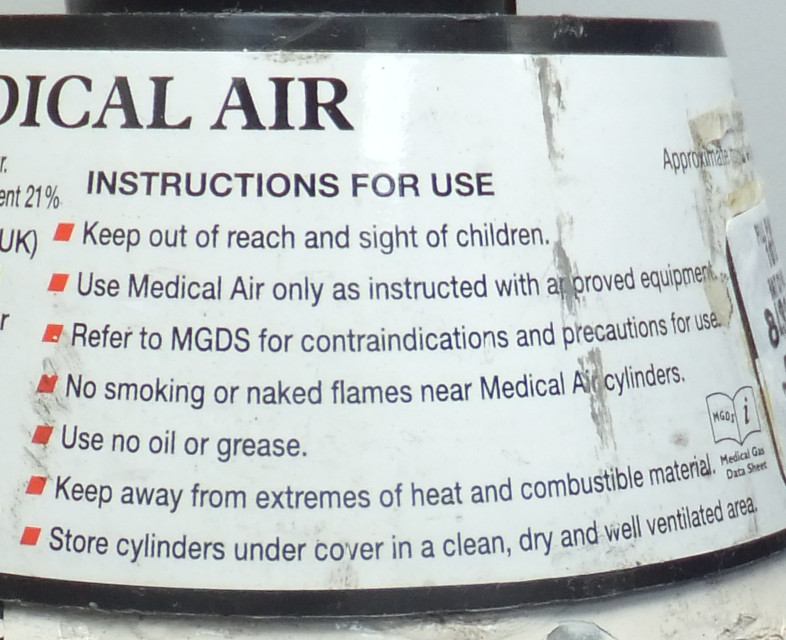 DICAL AIR
r.
ent 21%
UK)
r
INSTRUCTIONS FOR USE
Keep out of reach and sight of children.
Use Medical Air only as instructed with approved equipment.
Refer to MGDS for contraindications and precautions for use.
No smoking or naked flames near Medical Air cylinders.
Use no oil or grease.
Keep away from extremes of heat and combustible material.
Store cylinders under cover in a clean, dry and well ventilated area.
Approximate
MGDS i
Medical Gas
Data Sheet